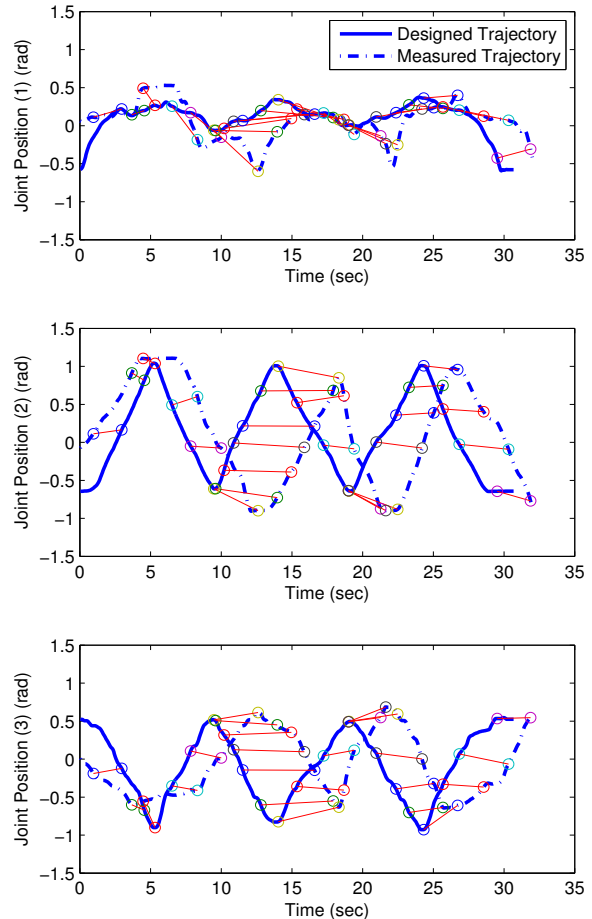 Designed Trajectory
Measured Trajectory
Joint Position (1) (rad)
1.5
1
0.5
0
−0.5
−1
−1.5
0 5 10 15 20 25 30 35
Time (sec)
Joint Position (2) (rad)
1.5
1
0.5
0
−0.5
−1
−1.5
0 5 10 15 20 25 30 35
Time (sec)
Joint Position (3) (rad)
1.5
1
0.5
0
−0.5
−1
−1.5
0 5 10 15 20 25 30 35
Time (sec)